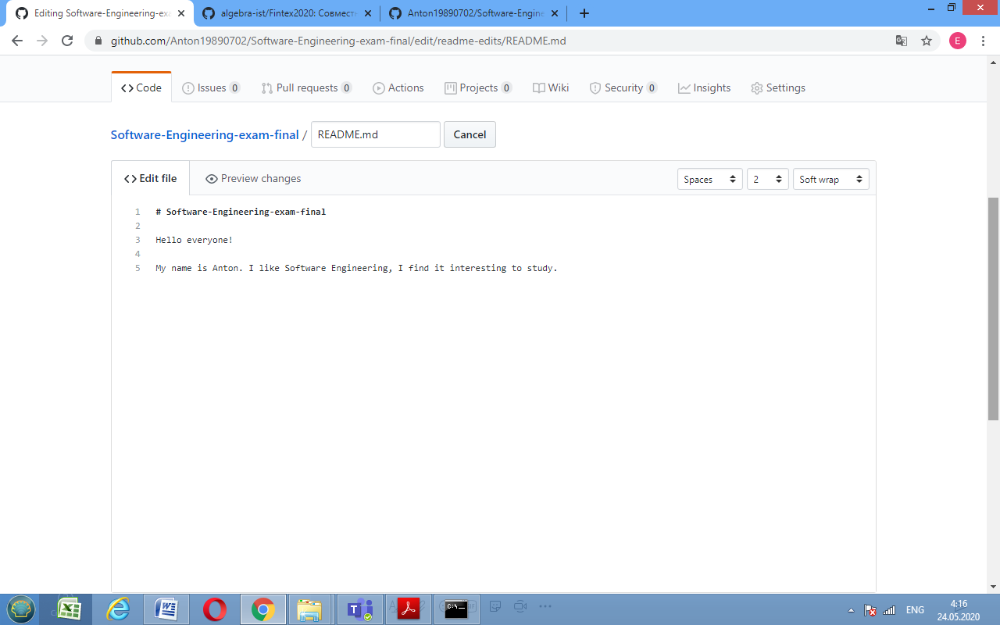 Editing Software-Engineering-exa
algebra-ist/Fintex2020: Совмест
Anton19890702/Software-Engine
github.com/Anton19890702/Software-Engineering-exam-final/edit/readme-edits/README.md
E
Code
Issues 0
Pull requests 0
Actions
Projects 0
Wiki
Security 0
Insights
Settings
Software-Engineering-exam-final / README.md
Cancel
Edit file
Preview changes
Spaces
2
Soft wrap
1 # Software-Engineering-exam-final
2
3 Hello everyone!
4
5 My name is Anton. I like Software Engineering, I find it interesting to study.
C:\._
ENG
4:16
24.05.2020